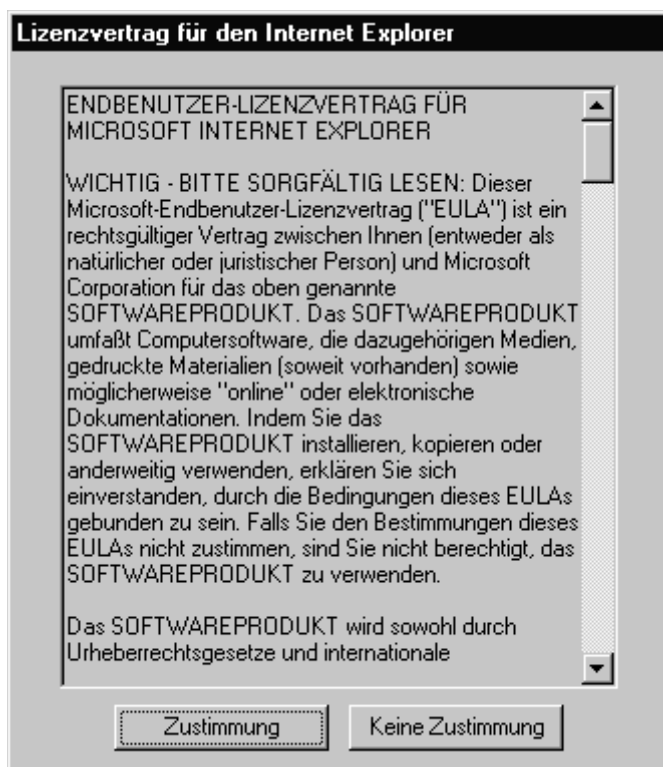 Lizenzvertrag für den Internet Explorer
ENDBENUTZER-LIZENZVERTRAG FÜR
MICROSOFT INTERNET EXPLORER
WICHTIG - BITTE SORGFÄLTIG LESEN: Dieser
Microsoft-Endbenutzer-Lizenzvertrag ("EULA") ist ein
rechtsgültiger Vertrag zwischen Ihnen (entweder als
natürlicher oder juristischer Person) und Microsoft
Corporation für das oben genannte
SOFTWAREPRODUKT. Das SOFTWAREPRODUKT
umfaßt Computersoftware, die dazugehörigen Medien,
gedruckte Materialien (soweit vorhanden) sowie
möglicherweise "online" oder elektronische
Dokumentationen. Indem Sie das
SOFTWAREPRODUKT installieren, kopieren oder
anderweitig verwenden, erklären Sie sich
einverstanden, durch die Bedingungen dieses EULAs
gebunden zu sein. Falls Sie den Bestimmungen dieses
EULAs nicht zustimmen, sind Sie nicht berechtigt, das
SOFTWAREPRODUKT zu verwenden.
Das SOFTWAREPRODUKT wird sowohl durch
Urheberrechtsgesetze und internationale
Zustimmung
Keine Zustimmung